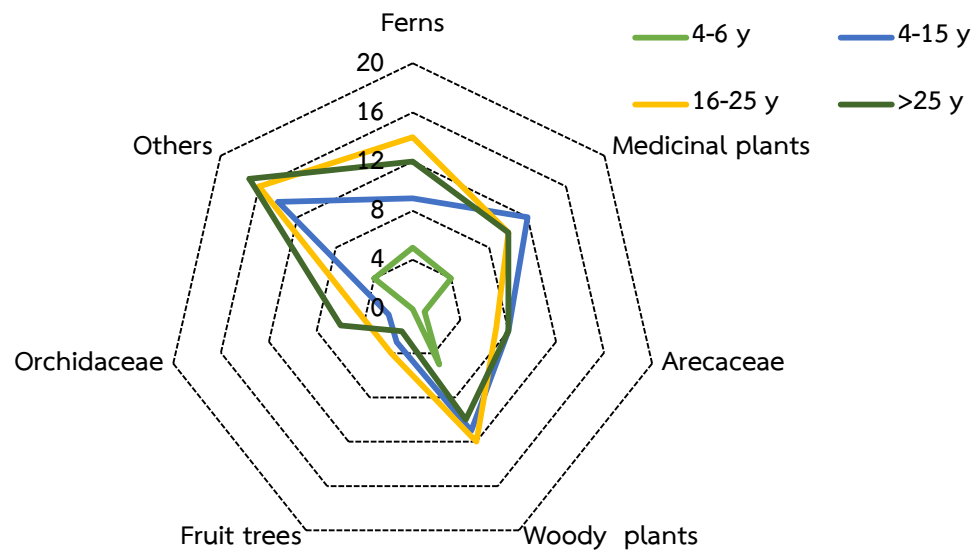 Ferns
4-6 y
4-15 y
16-25 y
>25 y
20
16
12
8
4
0
Others
Medicinal plants
Orchidaceae
Arecaceae
Fruit trees
Woody  plants